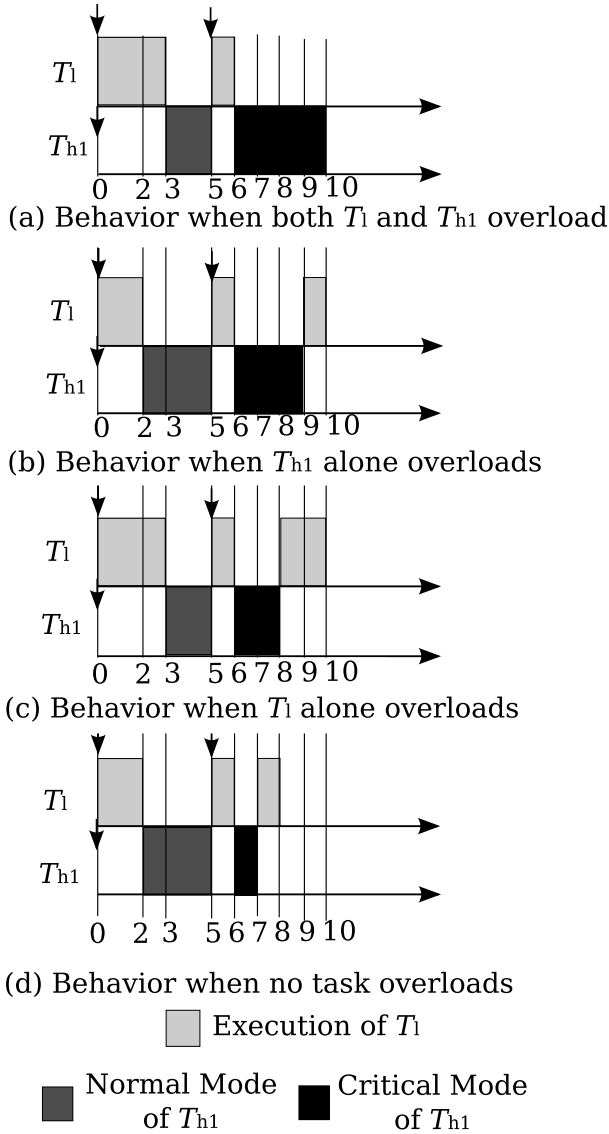 Tl
Th1
0 2 3 5 6 7 8 9 10
(a) Behavior when both Tl and Th1 overload
Tl
Th1
0 2 3 5 6 7 8 9 10
(b) Behavior when Th1 alone overloads
Tl
Th1
0 2 3 5 6 7 8 9 10
(c) Behavior when Tl alone overloads
Tl
Th1
0 2 3 5 6 7 8 9 10
(d) Behavior when no task overloads
Execution of Tl
Normal Mode
of Th1
Critical Mode
of Th1